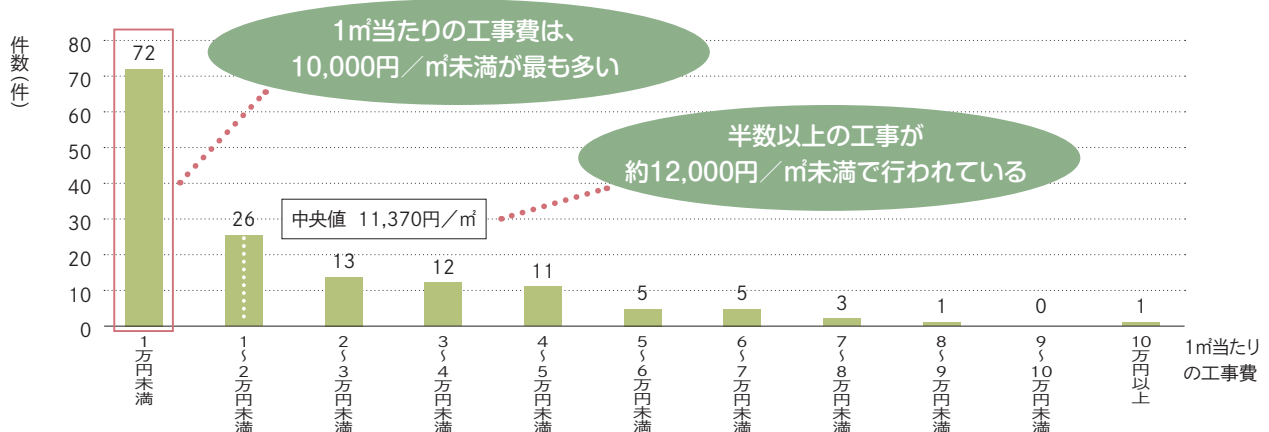 件数(件)
80
70
60
50
40
30
20
10
0
72
26
13
12
11
5
5
3
1
0
1
1㎡当たりの工事費は、
10,000円／㎡未満が最も多い
半数以上の工事が
約12,000円／㎡未満で行われている
中央値 11,370円／㎡
1万円未満
1〜2万円未満
2〜3万円未満
3〜4万円未満
4〜5万円未満
5〜6万円未満
6〜7万円未満
7〜8万円未満
8〜9万円未満
9〜10万円未満
10万円以上
1㎡当たり
の工事費